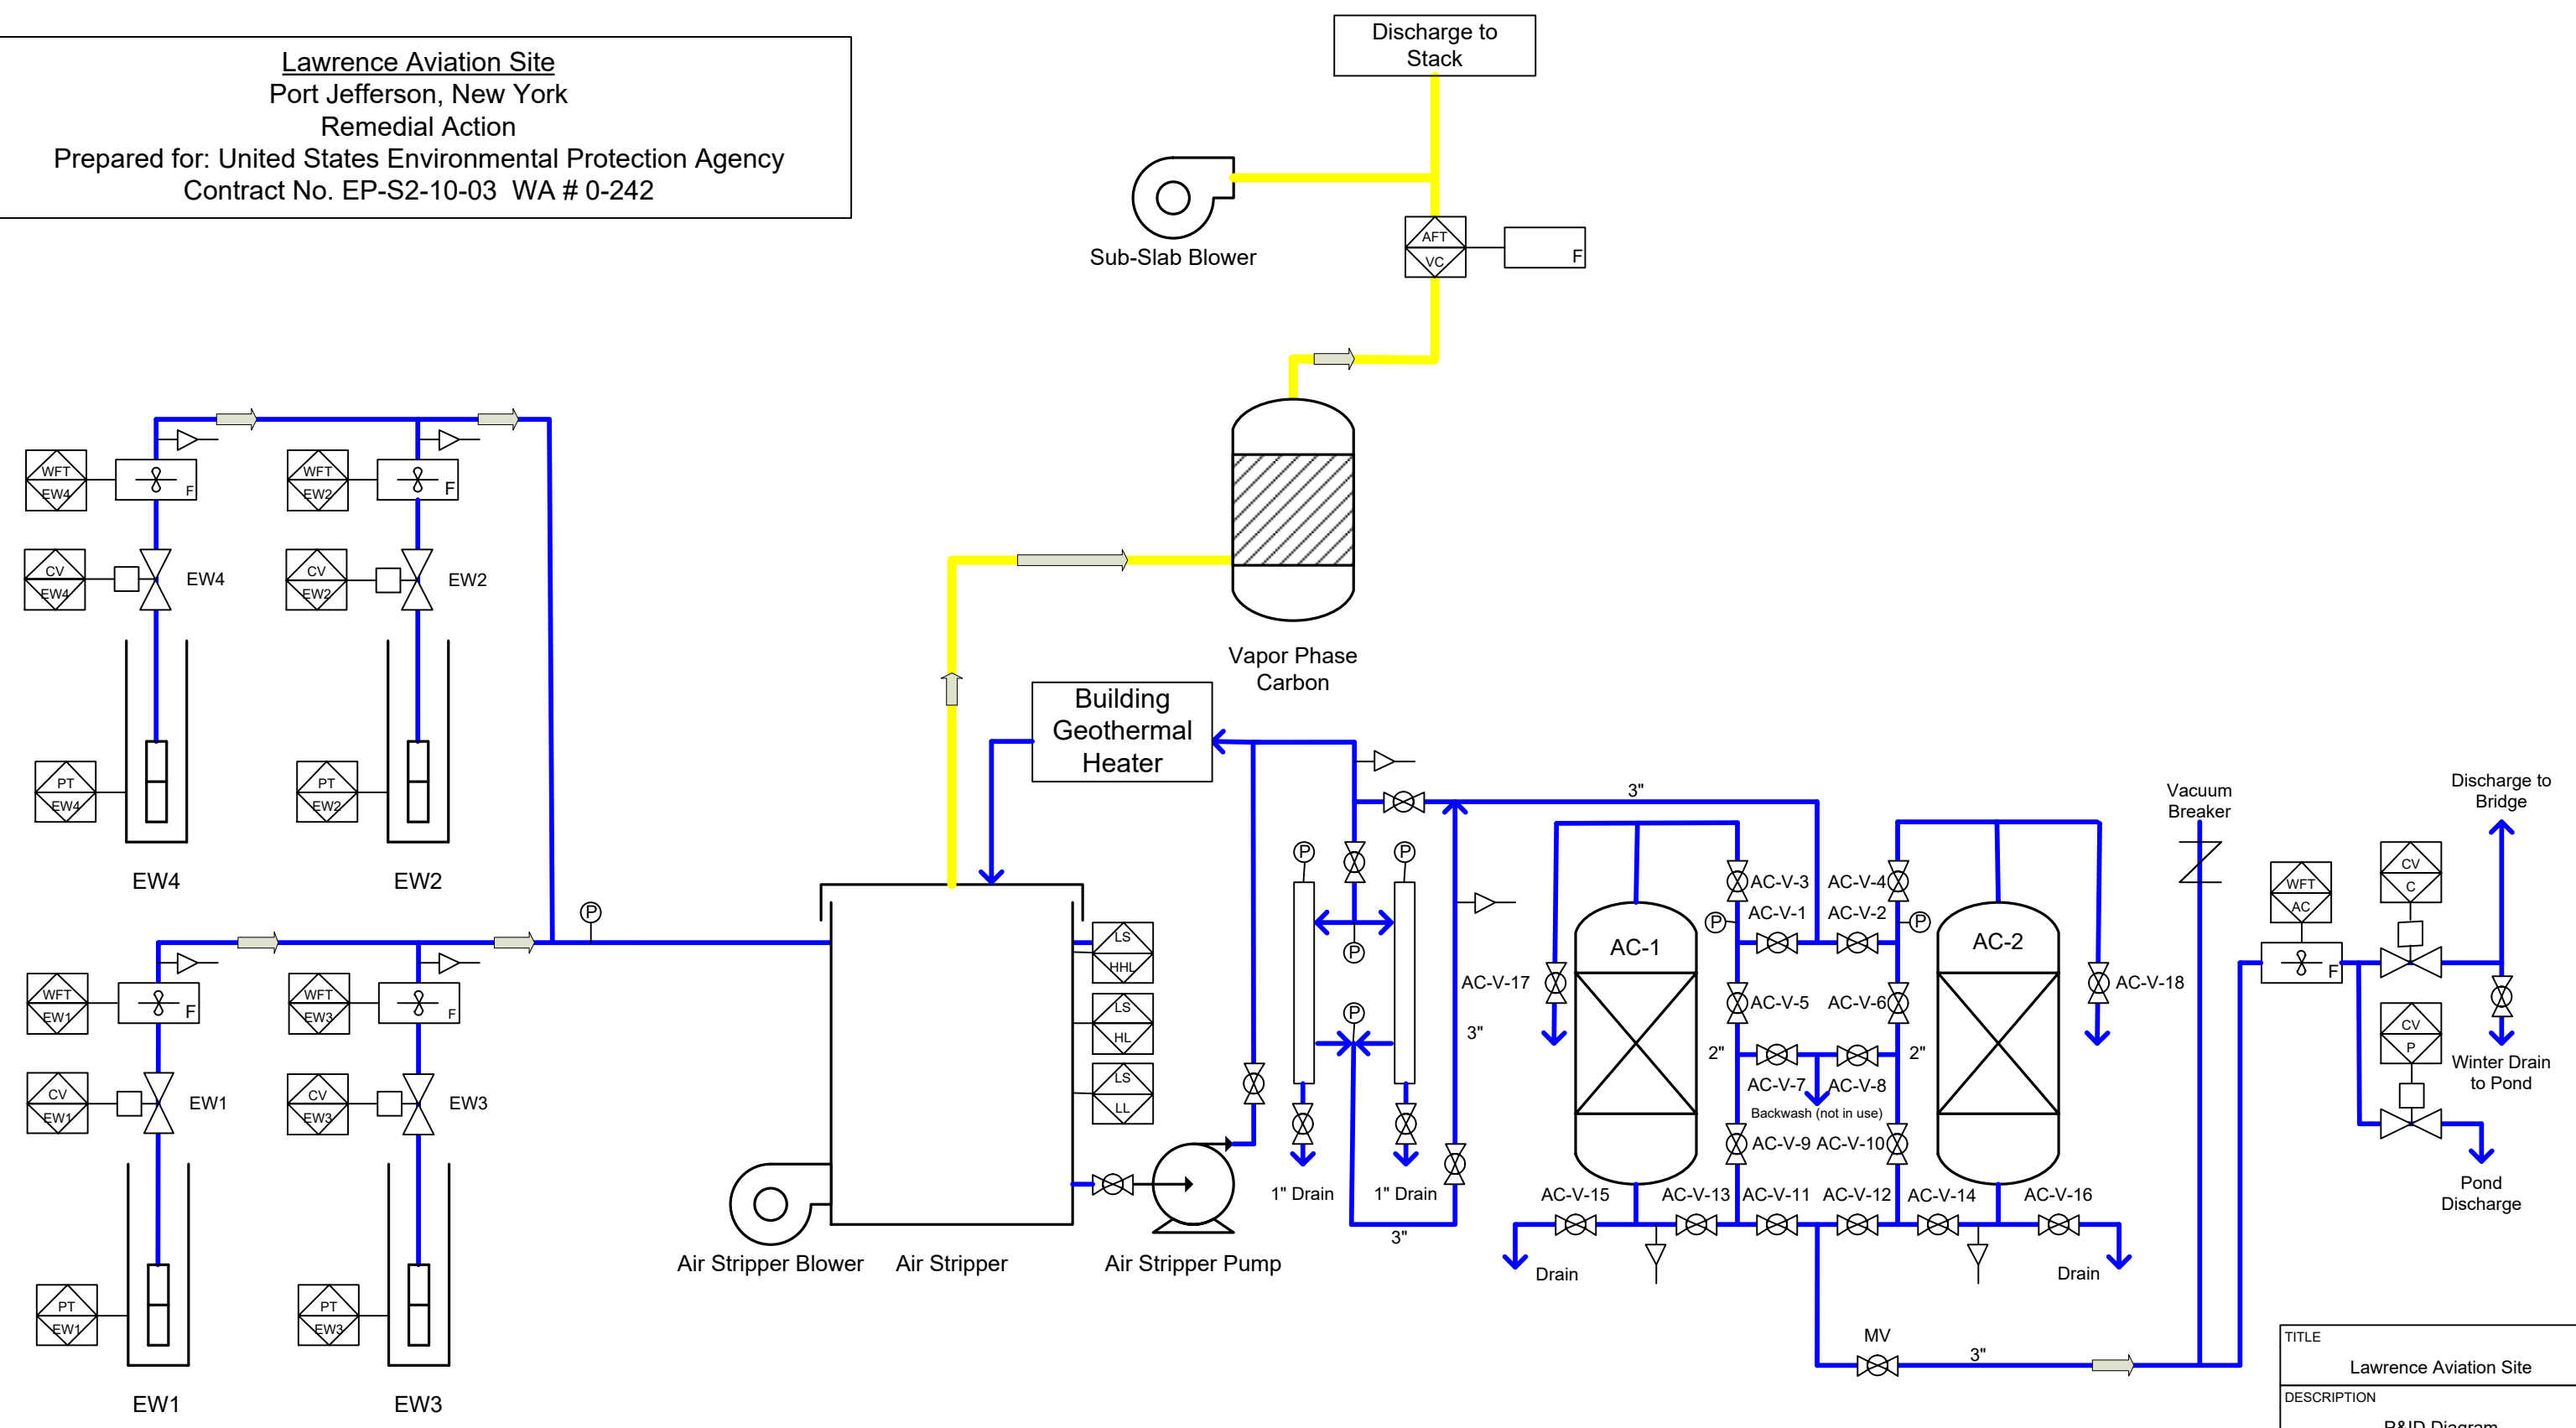 Lawrence Aviation Site
Port Jefferson, New York
Remedial Action
Prepared for: United States Environmental Protection Agency
Contract No. EP-S2-10-03 WA # 0-242
Discharge to
Stack
Sub-Slab Blower
AFT
VC
F
Vapor Phase
Carbon
WFT
EW4
F
WFT
EW2
F
CV
EW4
EW4
CV
EW2
EW2
PT
EW4
PT
EW2
EW4
EW2
P
WFT
EW1
F
WFT
EW3
F
CV
EW1
EW1
CV
EW3
EW3
PT
EW1
PT
EW3
EW1
EW3
Building
Geothermal
Heater
LS
HHL
LS
HL
LS
LL
Air Stripper Blower
Air Stripper
Air Stripper Pump
P
P
P
P
1" Drain
1" Drain
3"
3"
3"
AC-V-17
AC-1
P
AC-V-3
AC-V-4
AC-V-1
AC-V-2
P
AC-2
AC-V-18
AC-V-5
AC-V-6
2"
2"
AC-V-7
AC-V-8
Backwash (not in use)
AC-V-9
AC-V-10
AC-V-15
AC-V-13
AC-V-11
AC-V-12
AC-V-14
AC-V-16
Drain
Drain
MV
3"
Vacuum
Breaker
WFT
AC
F
CV
C
CV
P
Discharge to
Bridge
Winter Drain
to Pond
Pond
Discharge
TITLE
Lawrence Aviation Site
DESCRIPTION
P&ID Diagram